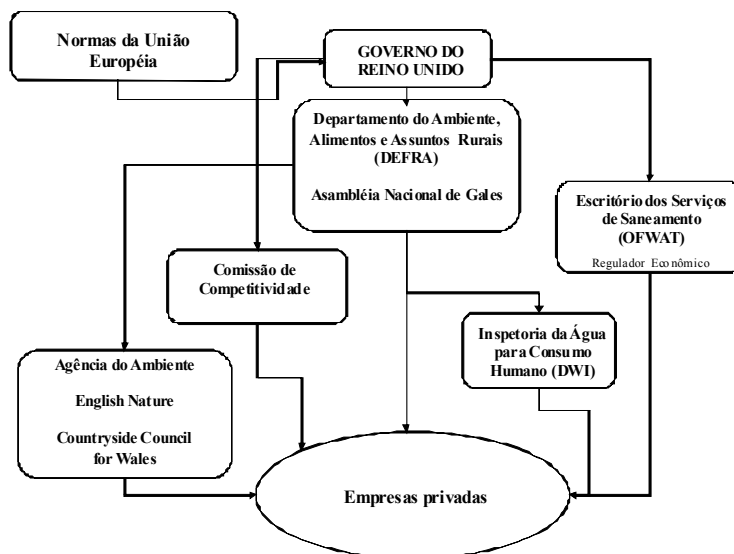 Normas da União
Européia
GOVERNO DO
REINO UNIDO
Departamento do Ambiente,
Alimentos e Assuntos Rurais
(DEFRA)
Asambléia Nacional de Gales
Escritório dos Serviços
de Saneamento
(OFWAT)
Regulador Econômico
Comissão de
Competitividade
Inspetoria da Água
para Consumo
Humano (DWI)
Agência do Ambiente
English Nature
Countryside Council
for Wales
Empresas privadas